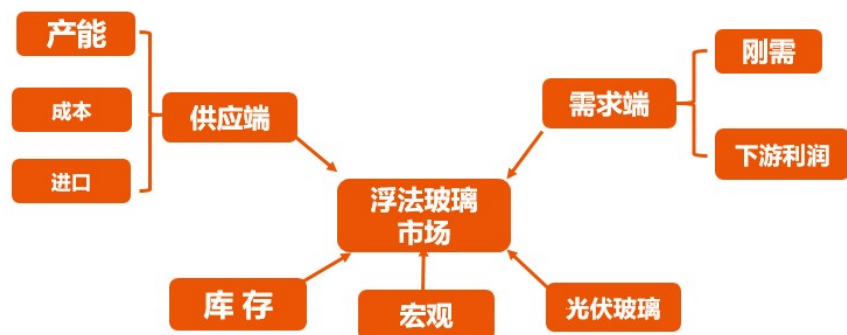 产能
成本
进口
供应端
需求端
刚需
下游利润
浮法玻璃
市场
库存
宏观
光伏玻璃